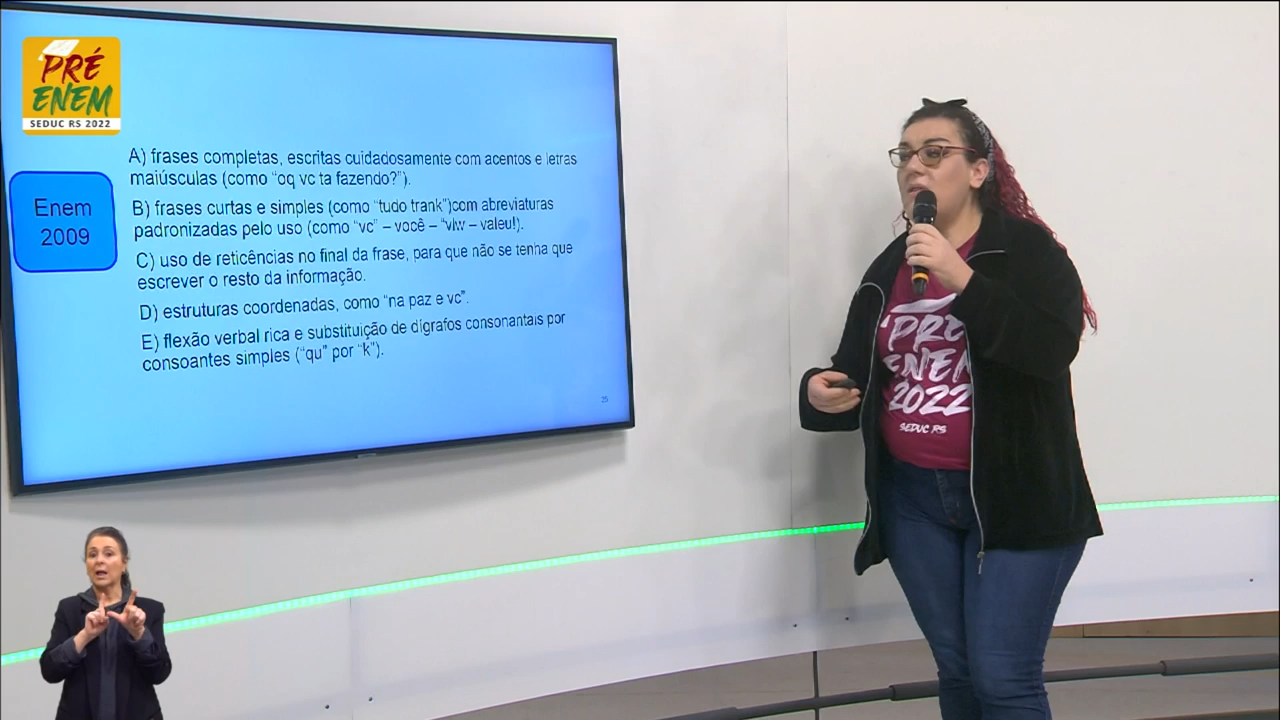 PRÉ
ENEM
SEDUC RS 2022
Enem
2009
A) frases completas, escritas cuidadosamente com acentos e letras
maiúsculas (como “oq vc ta fazendo?”).
B) frases curtas e simples (como “tudo trank”)com abreviaturas
padronizadas pelo uso (como “vc” – você – “vlw – valeu!).
C) uso de reticências no final da frase, para que não se tenha que
escrever o resto da informação.
D) estruturas coordenadas, como “na paz e vc”.
E) flexão verbal rica e substituição de dígrafos consonantais por
consoantes simples (“qu” por “k”).
25
PRÉ
ENEM
2022
SEDUC RS